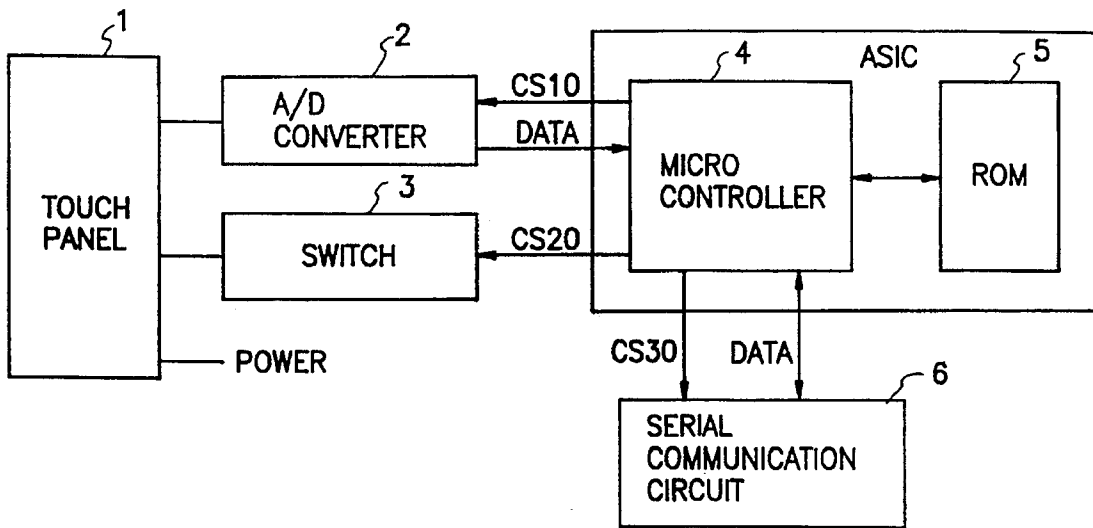 1
2
4
ASIC
5
A/D
CONVERTER
CS10
DATA
MICRO
CONTROLLER
ROM
TOUCH
PANEL
3
SWITCH
CS20
POWER
CS30
DATA
6
SERIAL
COMMUNICATION
CIRCUIT